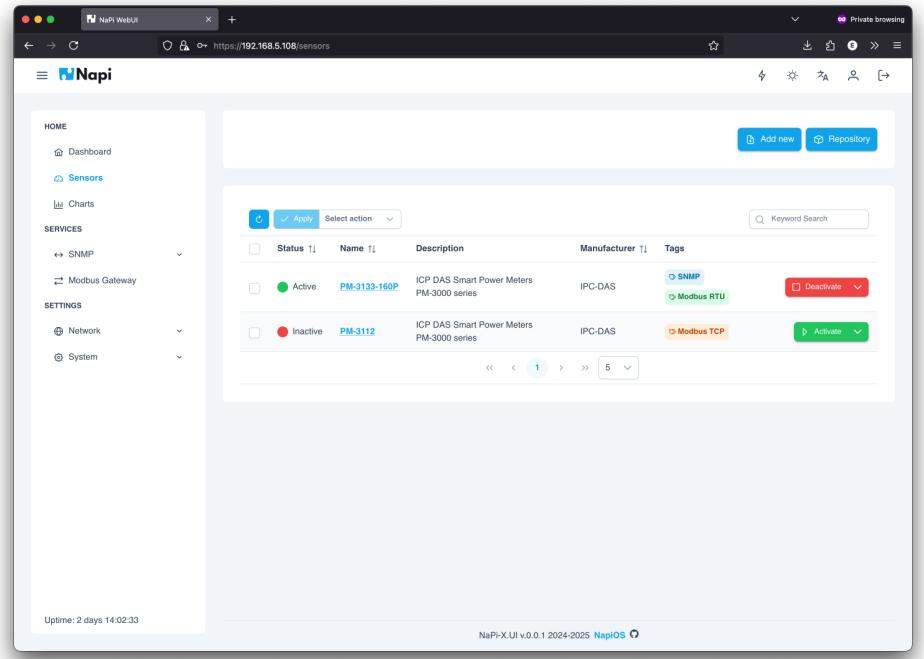 NaPi WebUI
Private browsing
https://192.168.5.108/sensors
E
Napi
HOME
Dashboard
Sensors
Charts
SERVICES
SNMP
Modbus Gateway
SETTINGS
Network
System
Uptime: 2 days 14:02:33
Add new
Repository
Apply
Select action
Keyword Search
Status
Name
Description
Manufacturer
Tags
Active
PM-3133-160P
ICP DAS Smart Power Meters
PM-3000 series
IPC-DAS
SNMP
Modbus RTU
Deactivate
Inactive
PM-3112
ICP DAS Smart Power Meters
PM-3000 series
IPC-DAS
Modbus TCP
Activate
1
5
NaPi-X.UI v.0.0.1 2024-2025 NapiOS